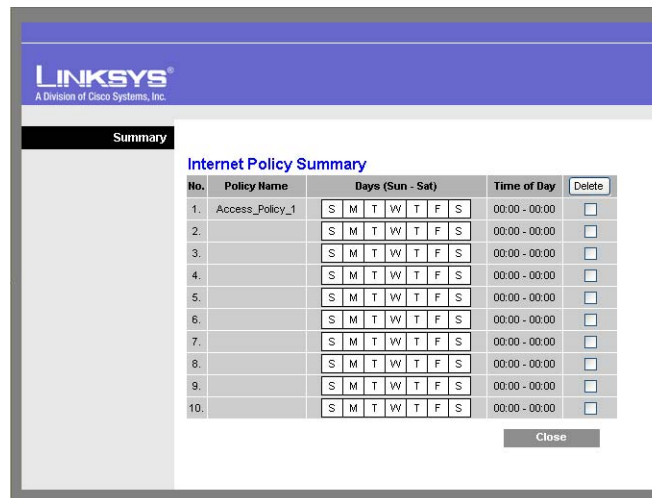 LINKSYS®
A Division of Cisco Systems, Inc.
Summary
Internet Policy Summary
No. Policy Name Days (Sun - Sat) Time of Day Delete
1. Access_Policy_1 S M T W T F S 00:00 - 00:00
2. S M T W T F S 00:00 - 00:00
3. S M T W T F S 00:00 - 00:00
4. S M T W T F S 00:00 - 00:00
5. S M T W T F S 00:00 - 00:00
6. S M T W T F S 00:00 - 00:00
7. S M T W T F S 00:00 - 00:00
8. S M T W T F S 00:00 - 00:00
9. S M T W T F S 00:00 - 00:00
10. S M T W T F S 00:00 - 00:00
Close